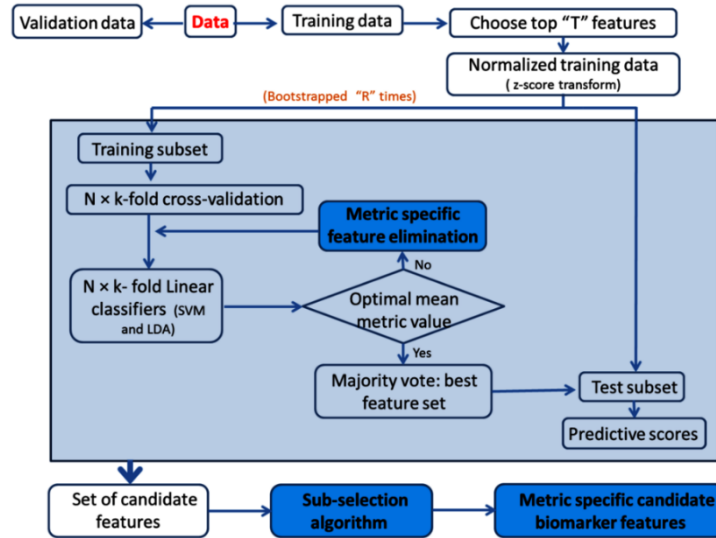 Validation data
Data
Training data
Choose top “T” features
Normalized training data
( z-score transform)
(Bootstrapped “R” times)
Training subset
N × k-fold cross-validation
Metric specific
feature elimination
No
N × k- fold Linear
classifiers (SVM
and LDA)
Optimal mean
metric value
Yes
Majority vote: best
feature set
Test subset
Predictive scores
Set of candidate
features
Sub-selection
algorithm
Metric specific candidate
biomarker features